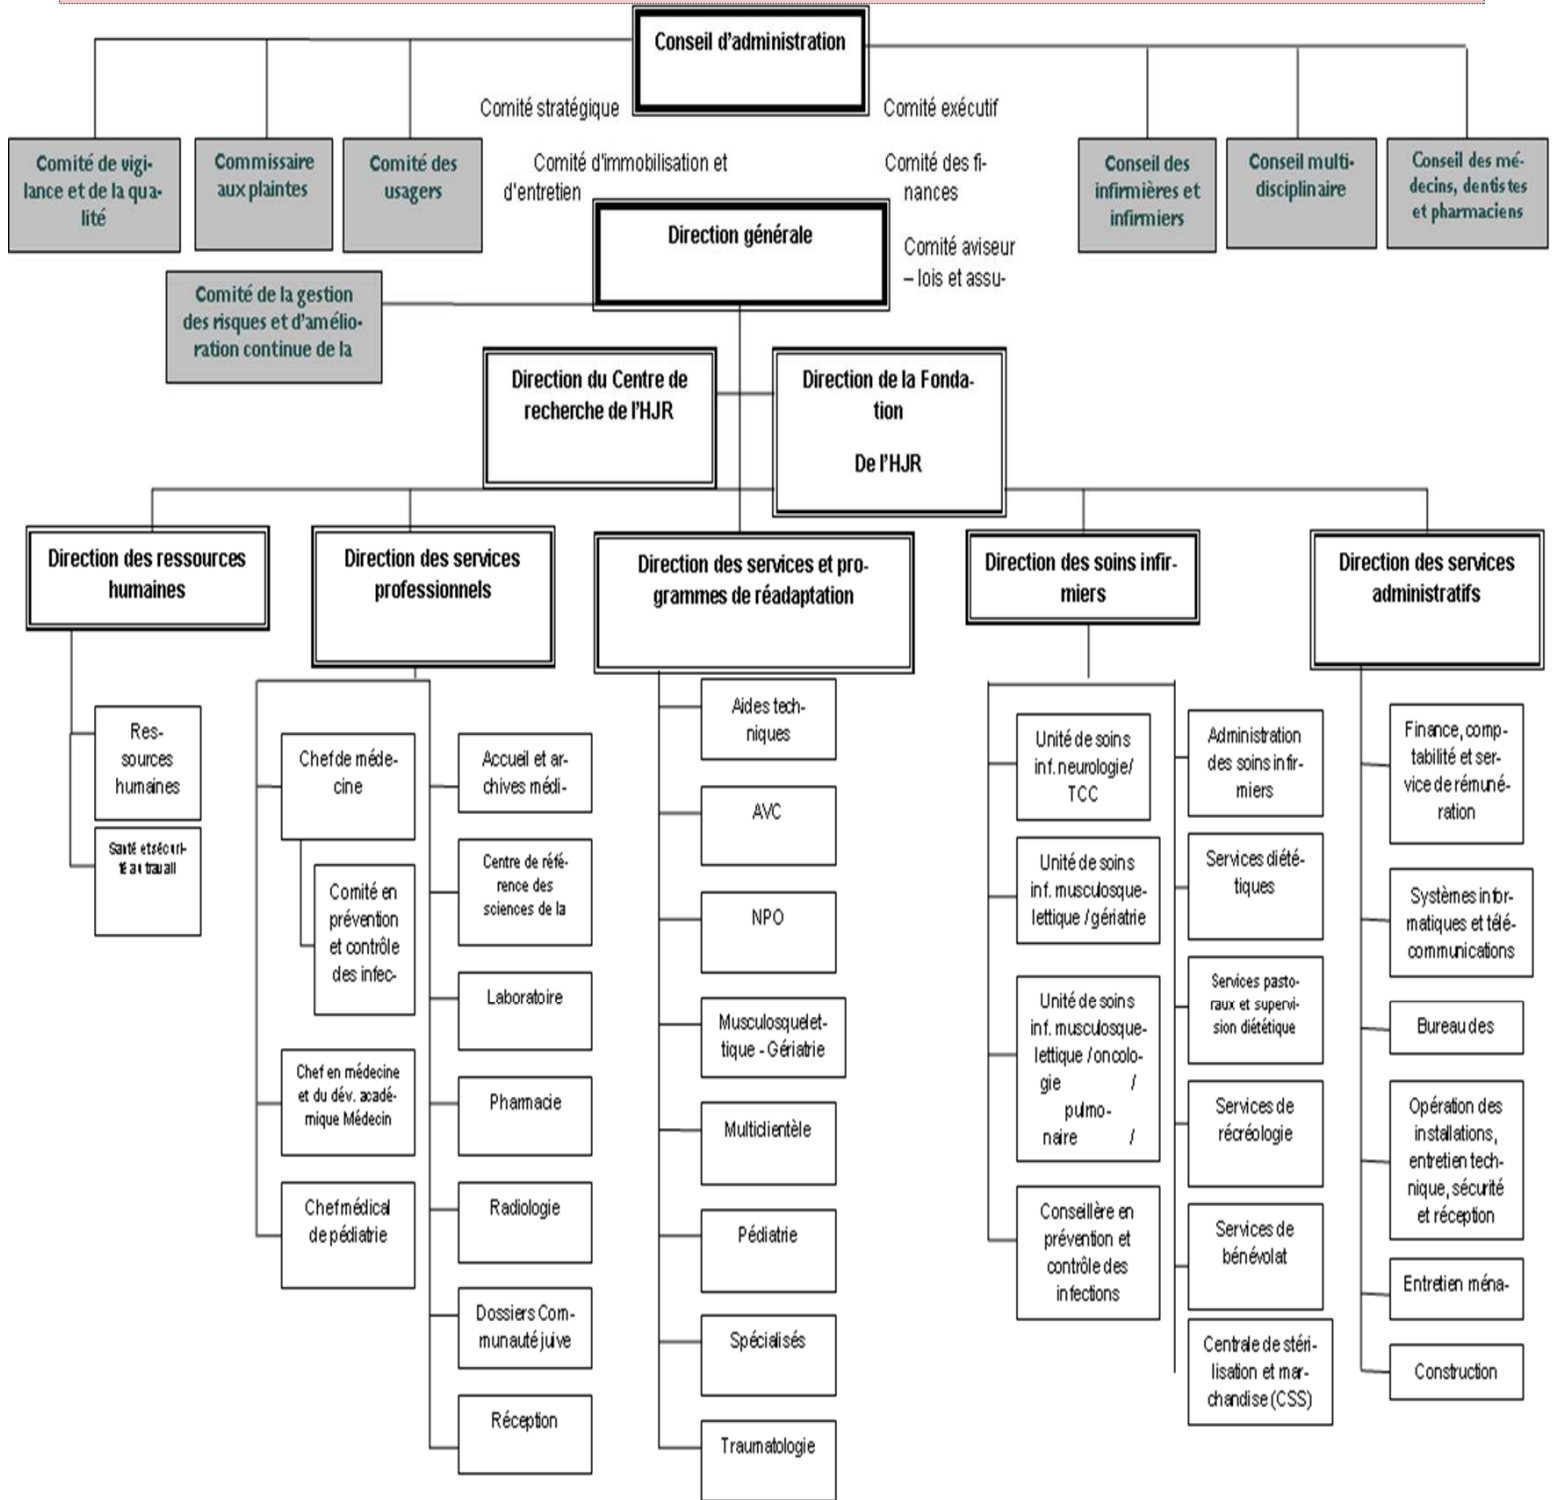 Conseil d'administration
Comité stratégique
Comité exécutif
Comité d'immobilisation et
d'entretien
Comité des fi-
nances
Comité de vigi-
lance et de la qua-
lité
Commissaire
aux plaintes
Comité des
usagers
Conseil des
infirmières et
infirmiers
Conseil multi-
disciplinaire
Conseil des mé-
decins, dentistes
et pharmaciens
Direction générale
Comité aviseur
– lois et assu-
Comité de la gestion
des risques et d'amélio-
ration continue de la
Direction du Centre de
recherche de l'HJR
Direction de la Fonda-
tion
De l'HJR
Direction des ressources
humaines
Direction des services
professionnels
Direction des services et pro-
grammes de réadaptation
Direction des soins infir-
miers
Direction des services
administratifs
Res-
sources
humaines
Santé et sécuri-
té au travail
Chef de méde-
cine
Comité en
prévention
et contrôle
des infec-
Chef en médecine
et du dév. acadé-
mique Médecin
Chef médical
de pédiatrie
Accueil et ar-
chives médi-
Centre de réfé-
rence des
sciences de la
Laboratoire
Pharmacie
Radiologie
Dossiers Com-
munauté juive
Réception
Aides tech-
niques
AVC
NPO
Musculosquelet-
tique - Gériatrie
Multiclientèle
Pédiatrie
Spécialisés
Traumatologie
Unité de soins
inf. neurologie/
TCC
Unité de soins
inf. musculosque-
lettique / gériatrie
Unité de soins
inf. musculosque-
lettique / oncolo-
gie /
pulmo-
naire /
Conseillère en
prévention et
contrôle des
infections
Administration
des soins infir-
miers
Services diété-
tiques
Services pasto-
raux et supervi-
sion diététique
Services de
récréologie
Services de
bénévolat
Centrale de stéri-
lisation et mar-
chandise (CSS)
Finance, comp-
tabilité et ser-
vice de rémuné-
ration
Systèmes infor-
matiques et télé-
communications
Bureau des
Opération des
installations,
entretien tech-
nique, sécurité
et réception
Entretien ména-
Construction